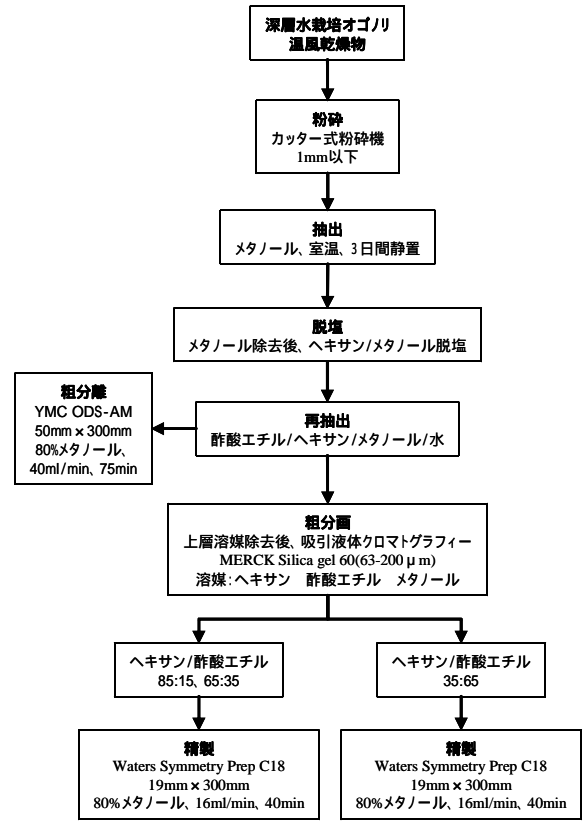 深層水栽培オゴノリ
温風乾燥物
粉砕
カッター式粉砕機
1mm以下
抽出
メタノール、室温、3日間静置
脱塩
メタノール除去後、ヘキサン/メタノール脱塩
粗分離
YMC ODS-AM
50mm×300mm
80%メタノール、
40ml/min、75min
再抽出
酢酸エチル/ヘキサン/メタノール/水
粗分画
上層溶媒除去後、吸引液体クロマトグラフィー
MERCK Silica gel 60(63-200μm)
溶媒:ヘキサン 酢酸エチル メタノール
ヘキサン/酢酸エチル
85:15、65:35
ヘキサン/酢酸エチル
35:65
精製
Waters Symmetry Prep C18
19mm×300mm
80%メタノール、16ml/min、40min
精製
Waters Symmetry Prep C18
19mm×300mm
80%メタノール、16ml/min、40min